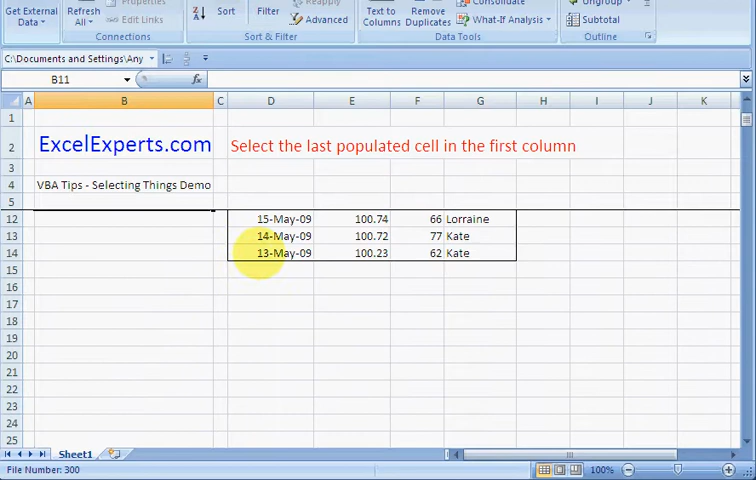 Properties
Consolidate
Ungroup
Get External Refresh Sort Filter Reapply Text to Remove What-If Analysis
Data All Edit Links Advanced Columns Duplicates Subtotal
Connections Sort & Filter Data Tools Outline
C:\Documents and Settings\Any
B11 fx
A B C D E F G H I J K
1
2 ExcelExperts.com Select the last populated cell in the first column
3
4 VBA Tips - Selecting Things Demo
5
12 15-May-09 100.74 66 Lorraine
13 14-May-09 100.72 77 Kate
14 13-May-09 100.23 62 Kate
15
16
17
18
19
20
21
22
23
24
25
Sheet1
File Number: 300 100%